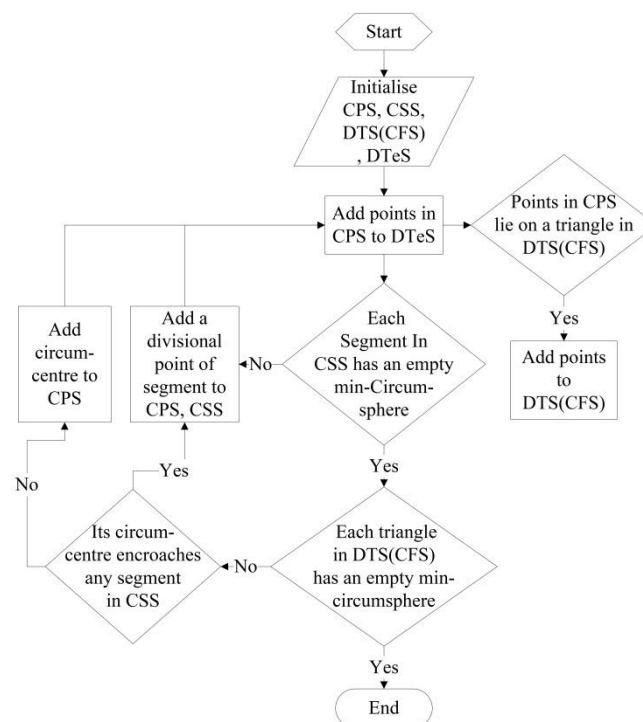 Start
Initialise
CPS, CSS,
DTS(CFS)
, DTeS
Add points in
CPS to DTeS
Points in CPS
lie on a triangle in
DTS(CFS)
Yes
Add points
to
DTS(CFS)
Each
Segment In
CSS has an empty
min-Circum-
sphere
No
Add a
divisional
point of
segment to
CPS, CSS
Add
circum-
centre to
CPS
Yes
Each triangle
in DTS(CFS)
has an empty min-
circumsphere
No
Its circum-
centre encroaches
any segment
in CSS
Yes
No
Yes
End